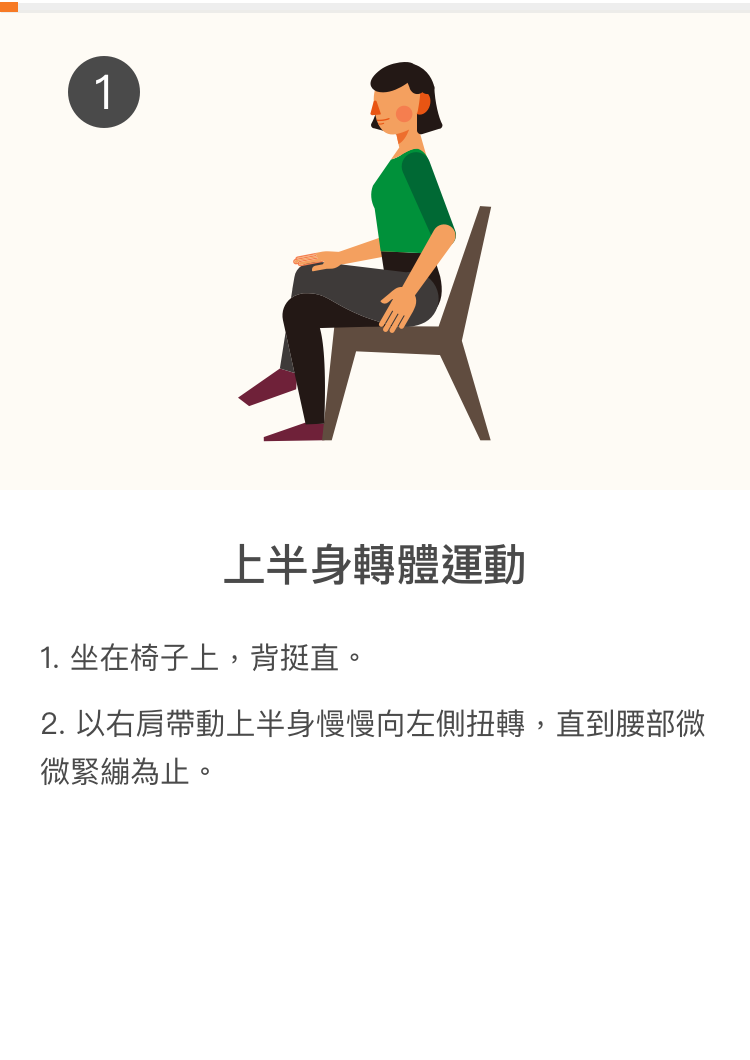 1
上半身轉體運動
1. 坐在椅子上，背挺直。
2. 以右肩帶動上半身慢慢向左側扭轉，直到腰部微
微緊繃為止。